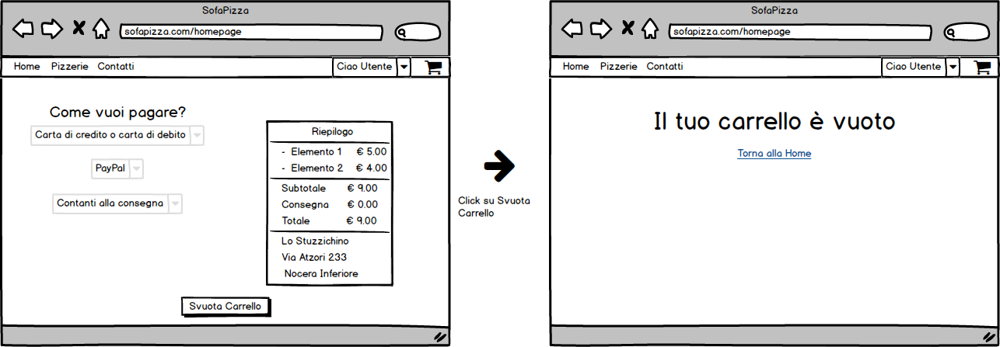 SofaPizza
sofapizza.com/homepage
Home Pizzerie Contatti Ciao Utente
Come vuoi pagare?
Carta di credito o carta di debito
PayPal
Contanti alla consegna
Riepilogo
- Elemento 1 € 5.00
- Elemento 2 € 4.00
Subtotale € 9.00
Consegna € 0.00
Totale € 9.00
Lo Stuzzichino
Via Atzori 233
Nocera Inferiore
Svuota Carrello
Click su Svuota
Carrello
SofaPizza
sofapizza.com/homepage
Home Pizzerie Contatti Ciao Utente
Il tuo carrello è vuoto
Torna alla Home